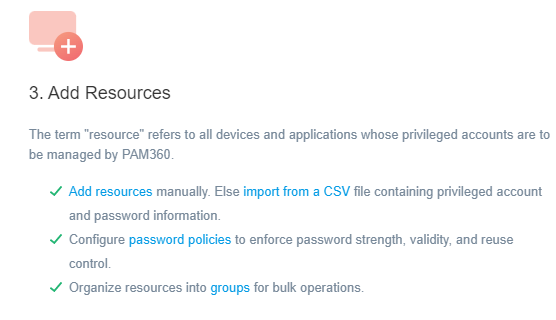 3. Add Resources
The term "resource" refers to all devices and applications whose privileged accounts are to
be managed by PAM360.
Add resources manually. Else import from a CSV file containing privileged account
and password information.
Configure password policies to enforce password strength, validity, and reuse
control.
Organize resources into groups for bulk operations.